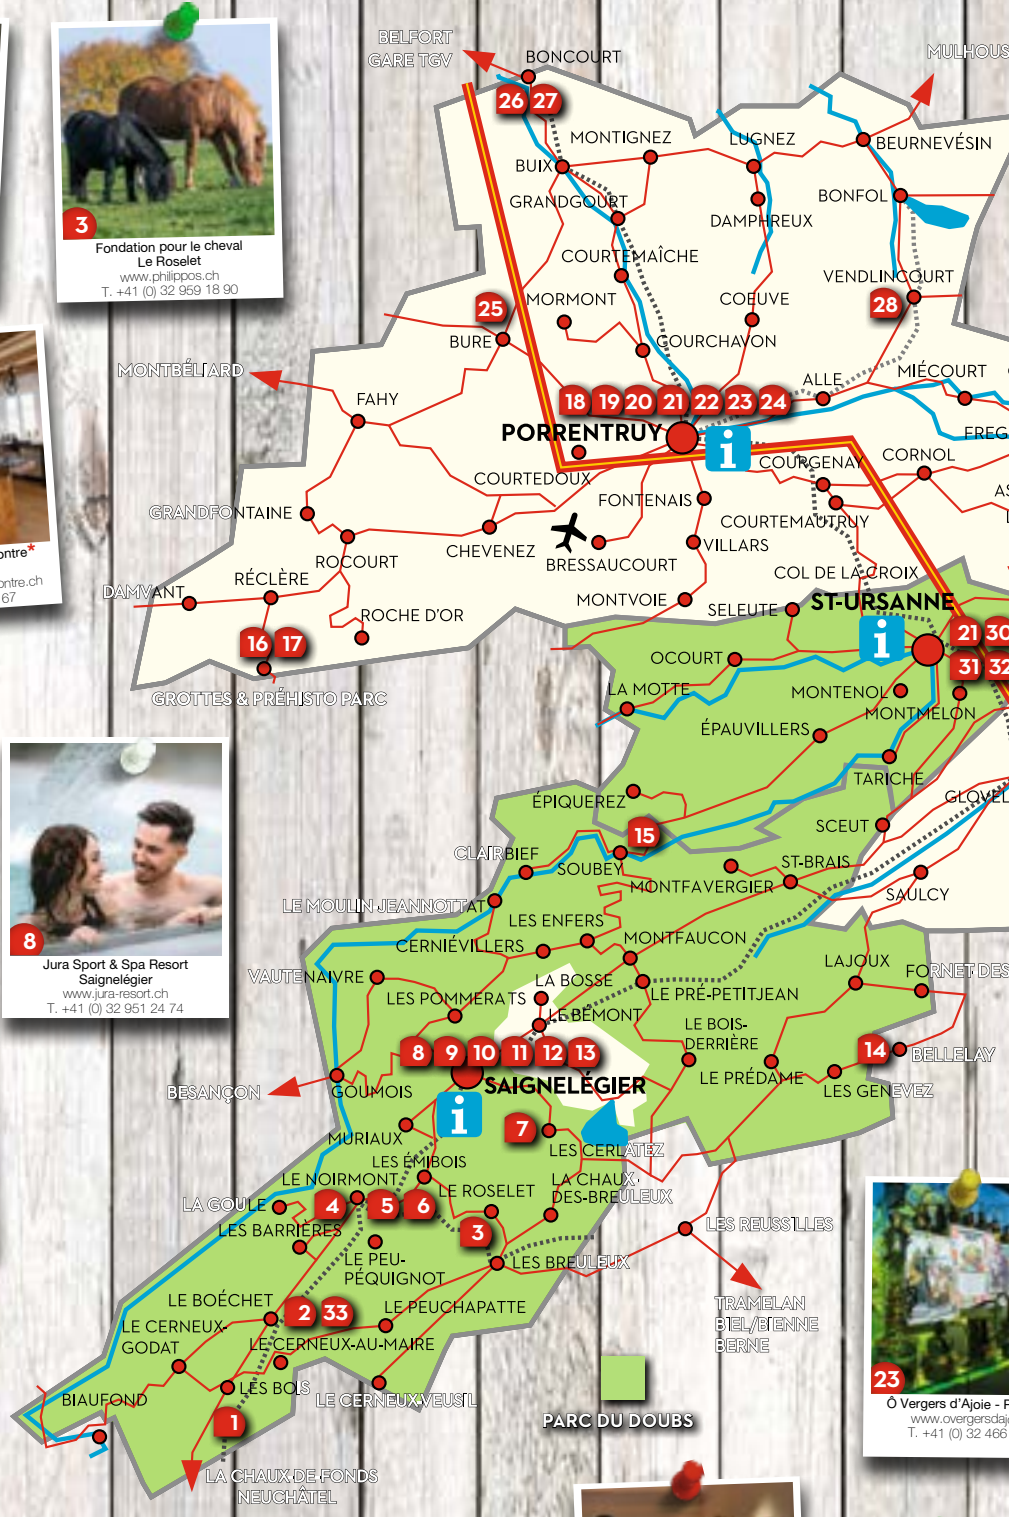 BELFORT
GARE TGV
BONCOURT
26 27
MONTIGNEZ
LUGNEZ
BEURNEVÉSIN
BUIX
BONFOL
GRANDGOURT
DAMPHREUX
3
Fondation pour le cheval
Le Roselet
www.philippos.ch
T. +41 (0) 32 959 18 90
COURTEMAÎCHE
VENDLINCOURT
28
25
MORMONT
COEUVE
BURE
COURCHAVON
MONTBÉLIARD
ALLE
MIÉCOURT
FAHY
18 19 20 21 22 23 24
PORRENTRUY
i
COURGENAY
CORNOL
COURTEDOUX
FONTENAIS
GRANDFONTAINE
COURTEMAUTRUY
ROCOURT
CHEVENEZ
BRESSAUCOURT
VILLARS
COL DE LA CROIX
67
DAMVANT
RÉCLÈRE
MONTVOIE
SELEUTE
ST-URSANNE
ROCHE D'OR
i
16 17
21 30
OCOURT
31 32
GROTTES & PRÉHISTO PARC
LA MOTTE
MONTENOL
MONTMELON
ÉPAUVILLERS
TARICHE
ÉPIQUEREZ
SCEUT
15
CLAIRBIEF
SOUBEY
ST-BRAIS
MONTFAVERGIER
SAULCY
8
Jura Sport & Spa Resort
Saignelégier
www.jura-resort.ch
T. +41 (0) 32 951 24 74
LE MOULIN JEANNOTTAT
LES ENFERS
CERNIÉVILLERS
MONTFAUCON
VAUTENAIVRE
LA BOSSE
LAJOUX
LES POMMERATS
LE PRÉ-PETITJEAN
LE BÉMONT
LE BOIS-
DERRIÈRE
8 9 10 11 12 13
14
BELLELAY
SAIGNELÉGIER
LE PRÉDAME
LES GENEVEZ
BESANÇON
GOUMOIS
i
7
MURIAUX
LES CERLATEZ
LES ÉMIBOIS
LE NOIRMONT
LE ROSELET
LA CHAUX-
DES-BREULEUX
LA GOULE
4 5 6
LES BARRIÈRES
3
LES REUSSILLES
LE PEU-
PÉQUIGNOT
LES BREULEUX
LE BOÉCHET
2 33
LE PEUCHAPATTE
TRAMELAN
BIEL/BIENNE
BERNE
LE CERNEUX-
GODAT
LE CERNEUX-AU-MAIRE
BIAUFOND
LES BOIS
LE CERNEUX-VEUSIL
PARC DU DOUBS
1
23
Ô Vergers d'Ajoie - P
T. +41 (0) 32 466
LA CHAUX-DE-FONDS
NEUCHÂTEL